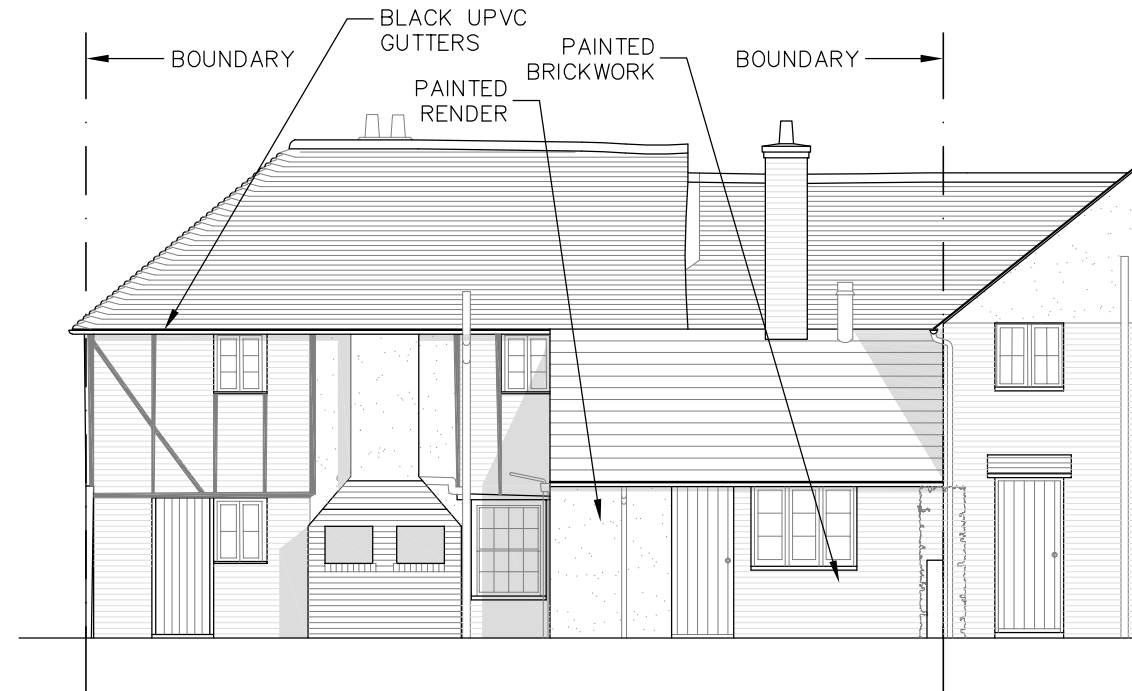 BLACK UPVC
GUTTERS
BOUNDARY
PAINTED
BRICKWORK
BOUNDARY
PAINTED
RENDER